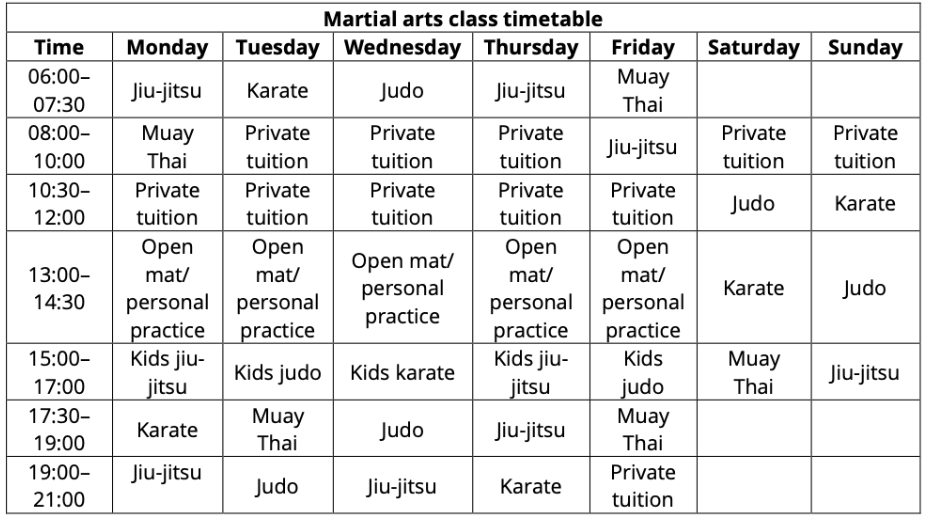 Martial arts class timetable
Time Monday Tuesday Wednesday Thursday Friday Saturday Sunday
06:00–
07:30
Jiu-jitsu
Karate
Judo
Jiu-jitsu
Muay
Thai
08:00–
10:00
Muay
Thai
Private
tuition
Private
tuition
Private
tuition
Jiu-jitsu
Private
tuition
Private
tuition
10:30–
12:00
Private
tuition
Private
tuition
Private
tuition
Private
tuition
Private
tuition
Judo
Karate
13:00–
14:30
Open
mat/
personal
practice
Open
mat/
personal
practice
Open mat/
personal
practice
Open
mat/
personal
practice
Open
mat/
personal
practice
Karate
Judo
15:00–
17:00
Kids jiu-
jitsu
Kids judo
Kids karate
Kids jiu-
jitsu
Kids
judo
Muay
Thai
Jiu-jitsu
17:30–
19:00
Karate
Muay
Thai
Judo
Jiu-jitsu
Muay
Thai
19:00–
21:00
Jiu-jitsu
Judo
Jiu-jitsu
Karate
Private
tuition